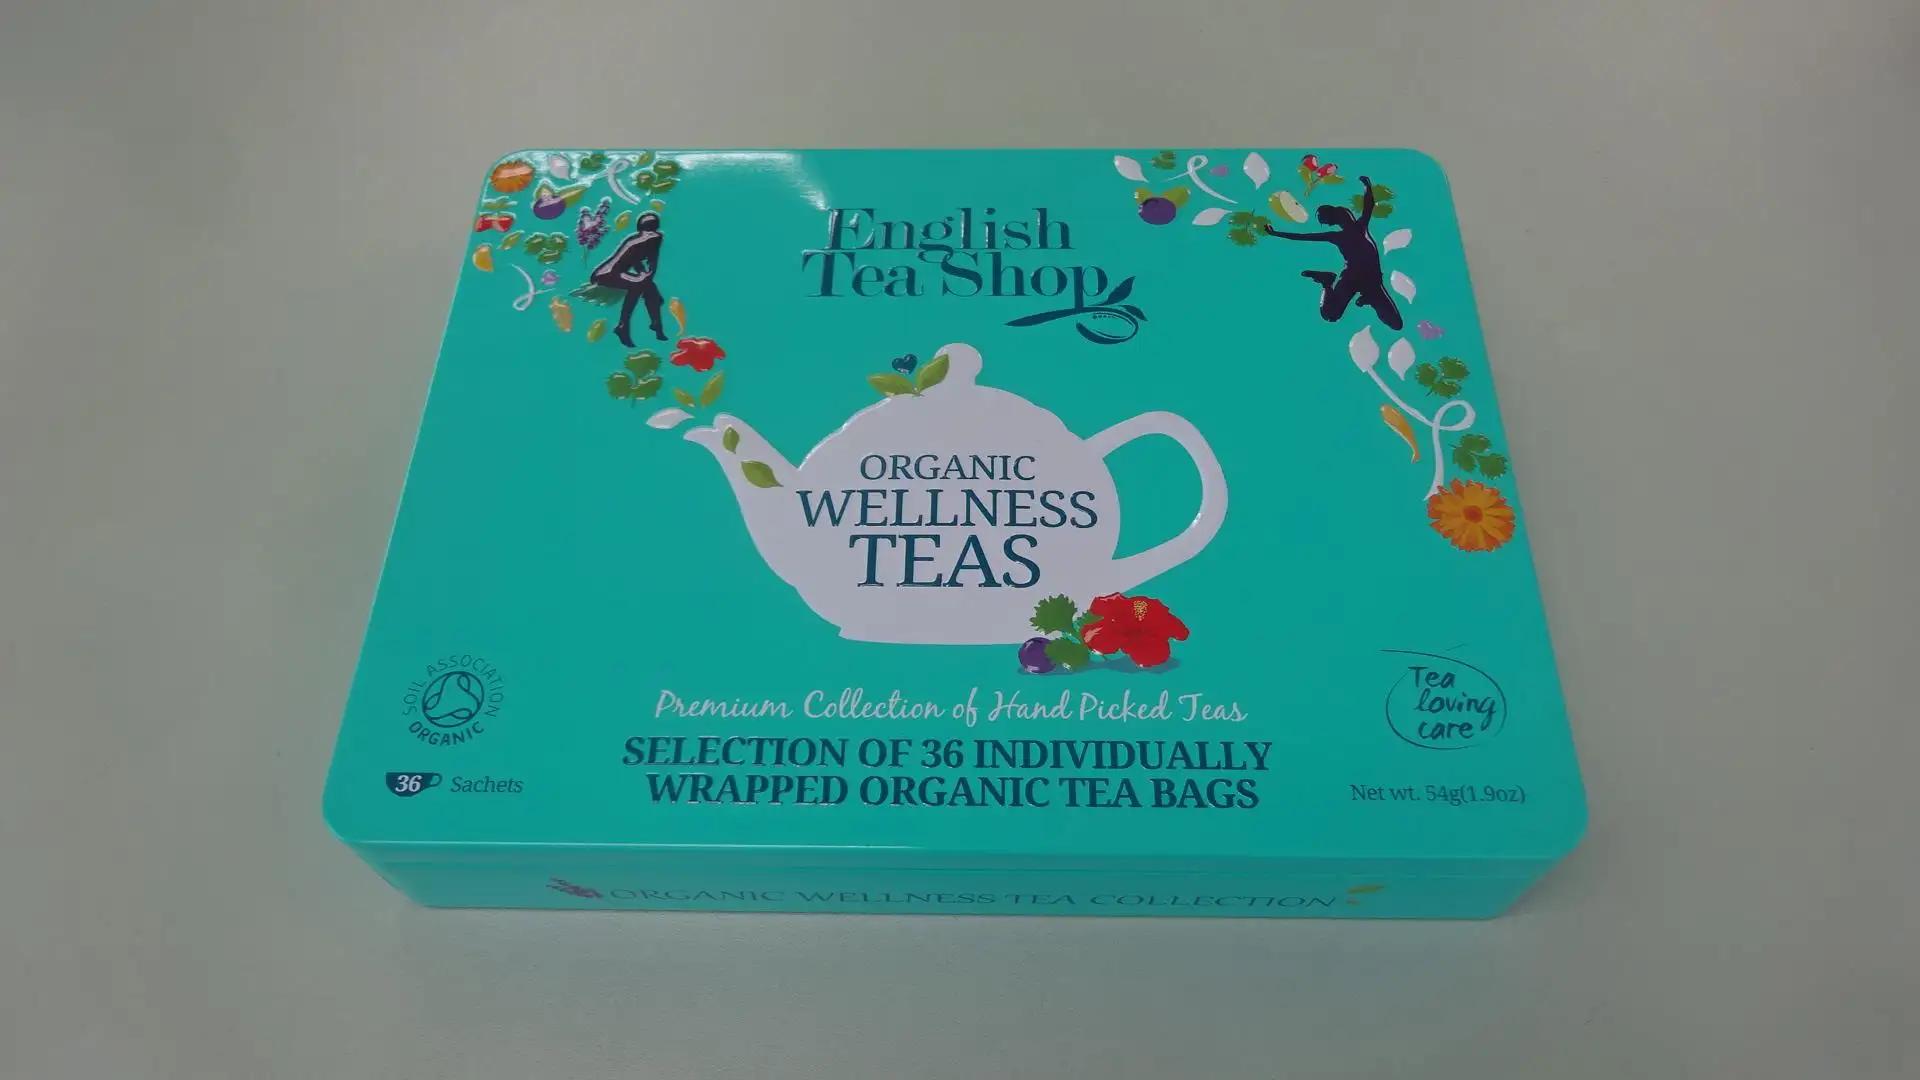 English
Tea Shop
ORGANIC
WELLNESS
TEAS
Premium Collection of Hand Picked Teas
SELECTION OF 36 INDIVIDUALLY
WRAPPED ORGANIC TEA BAGS
SOIL ASSOCIATION
ORGANIC
36 Sachets
Tea
loving
care
Net wt. 54g(1.9oz)
ORGANIC WELLNESS TEA COLLECTION